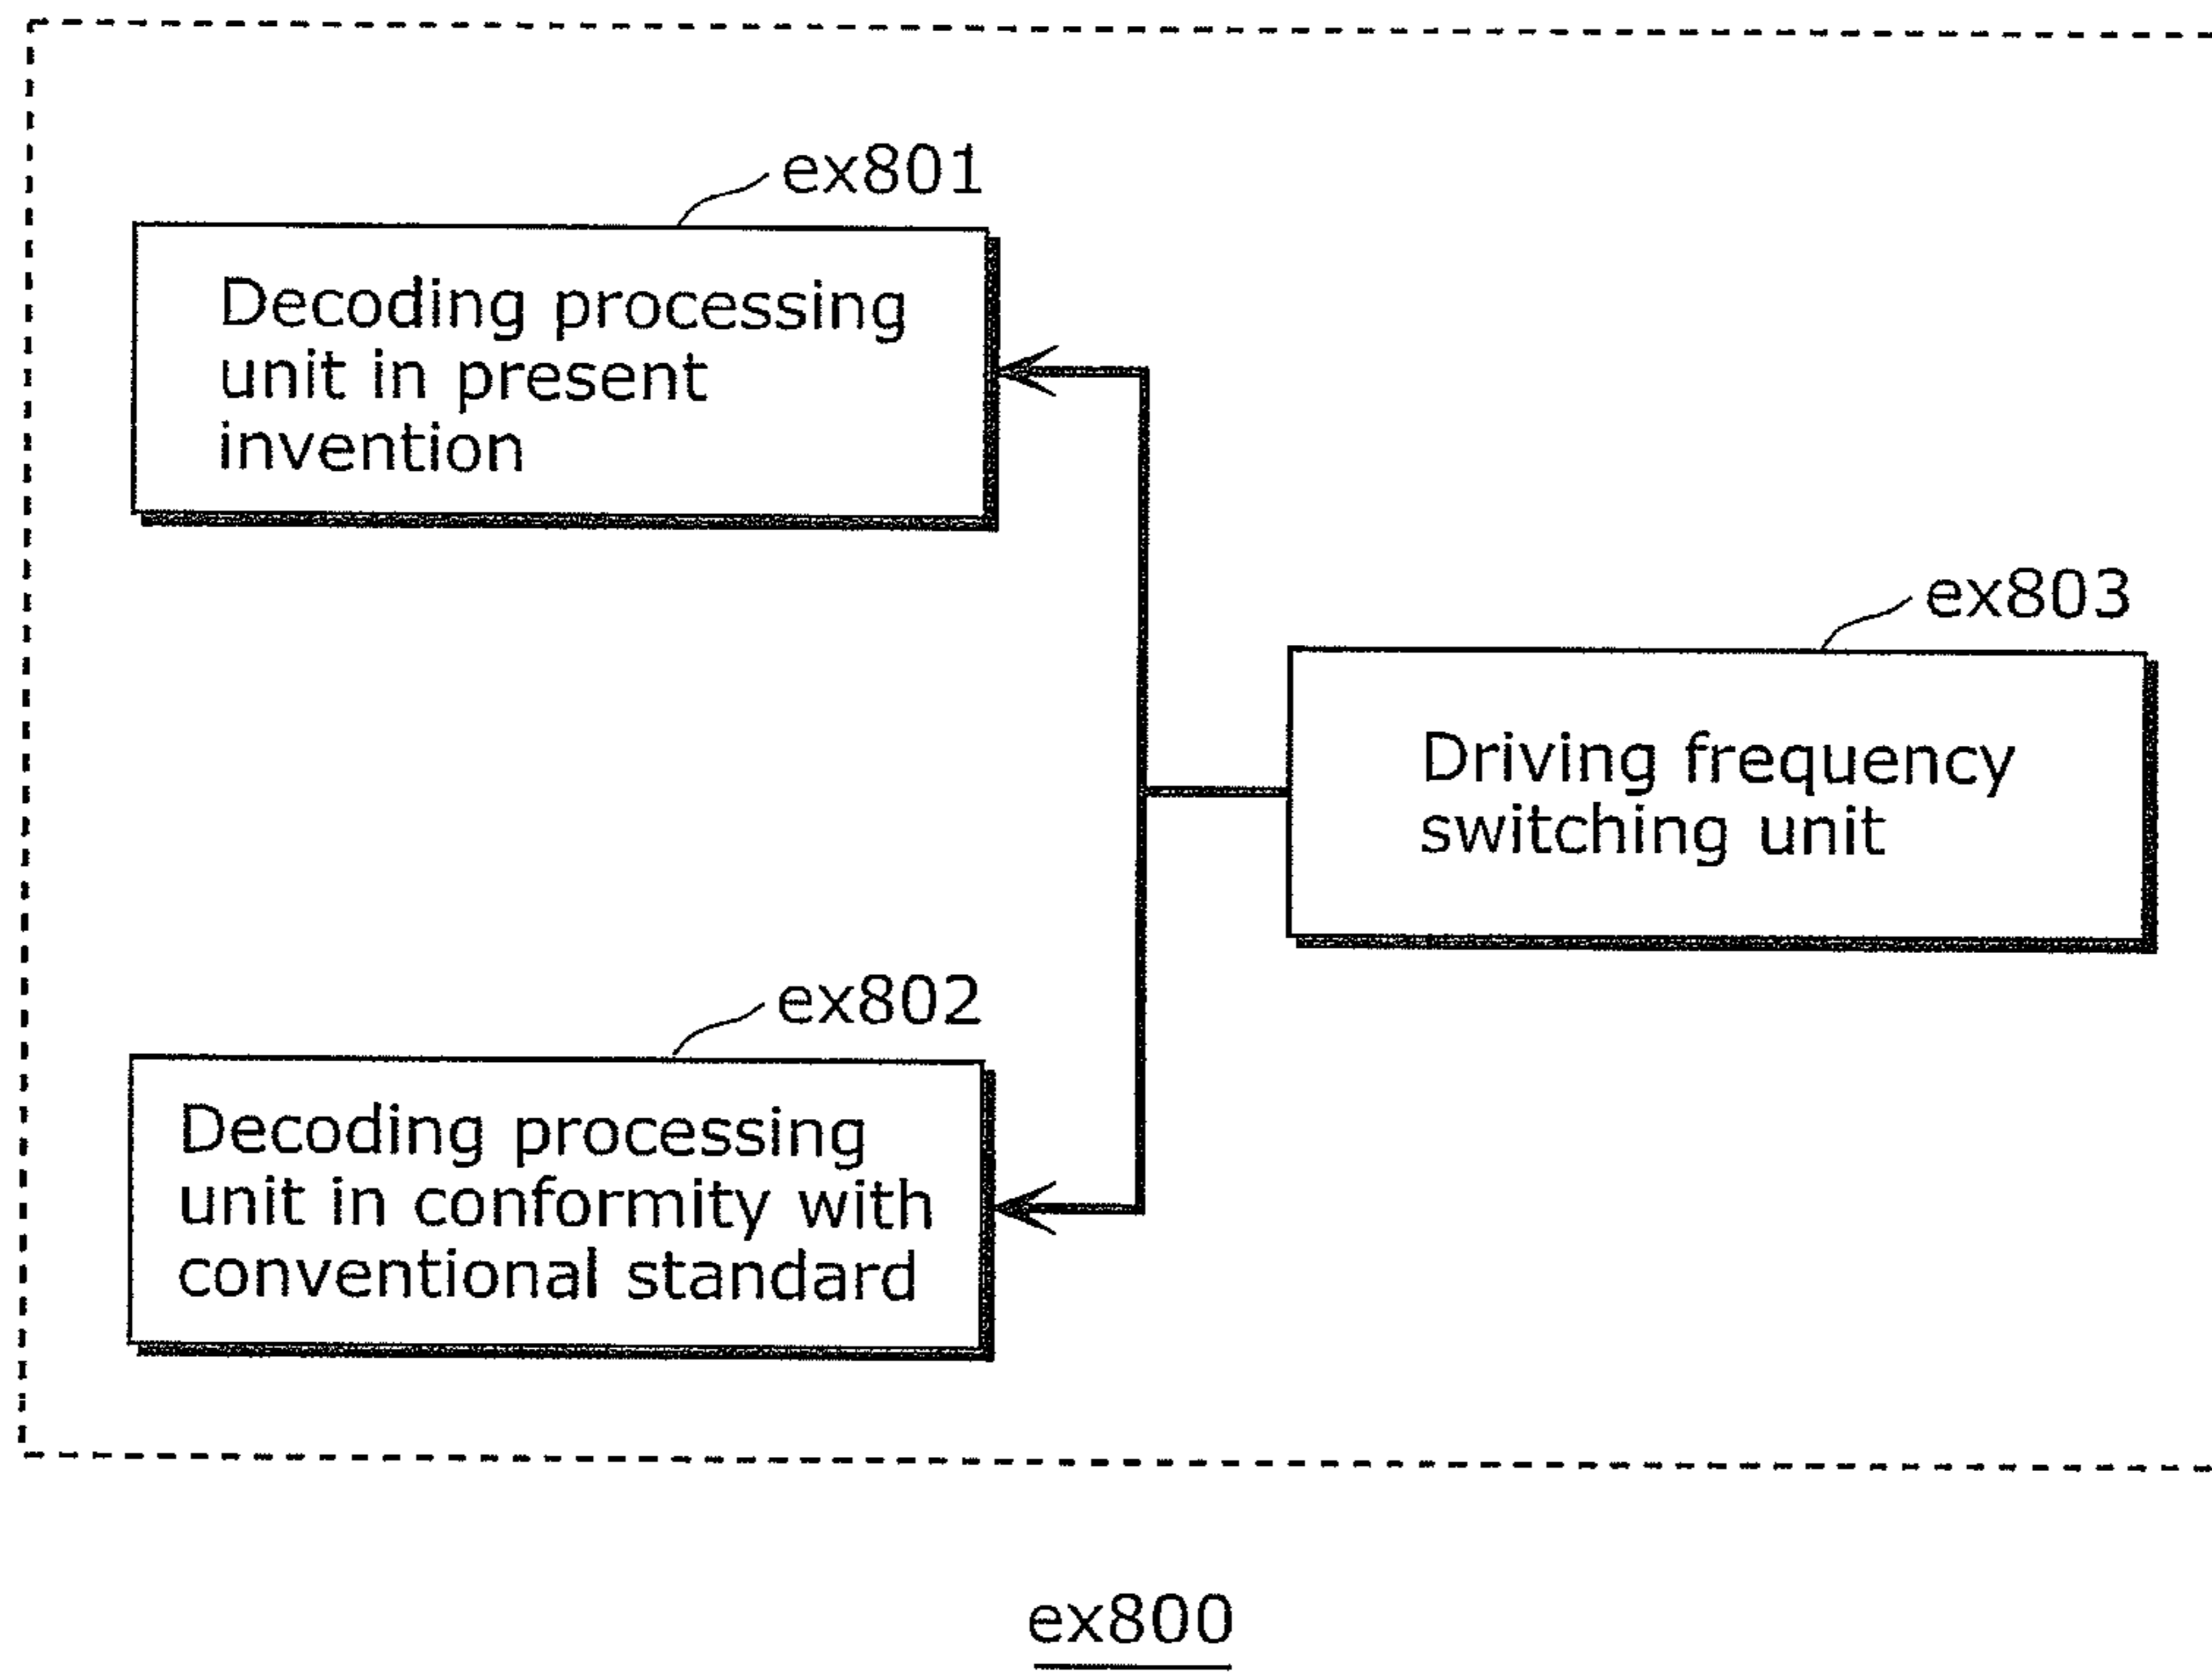 ex801
Decoding processing
unit in present
invention
ex803
Driving frequency
switching unit
ex802
Decoding processing
unit in conformity with
conventional standard
ex800